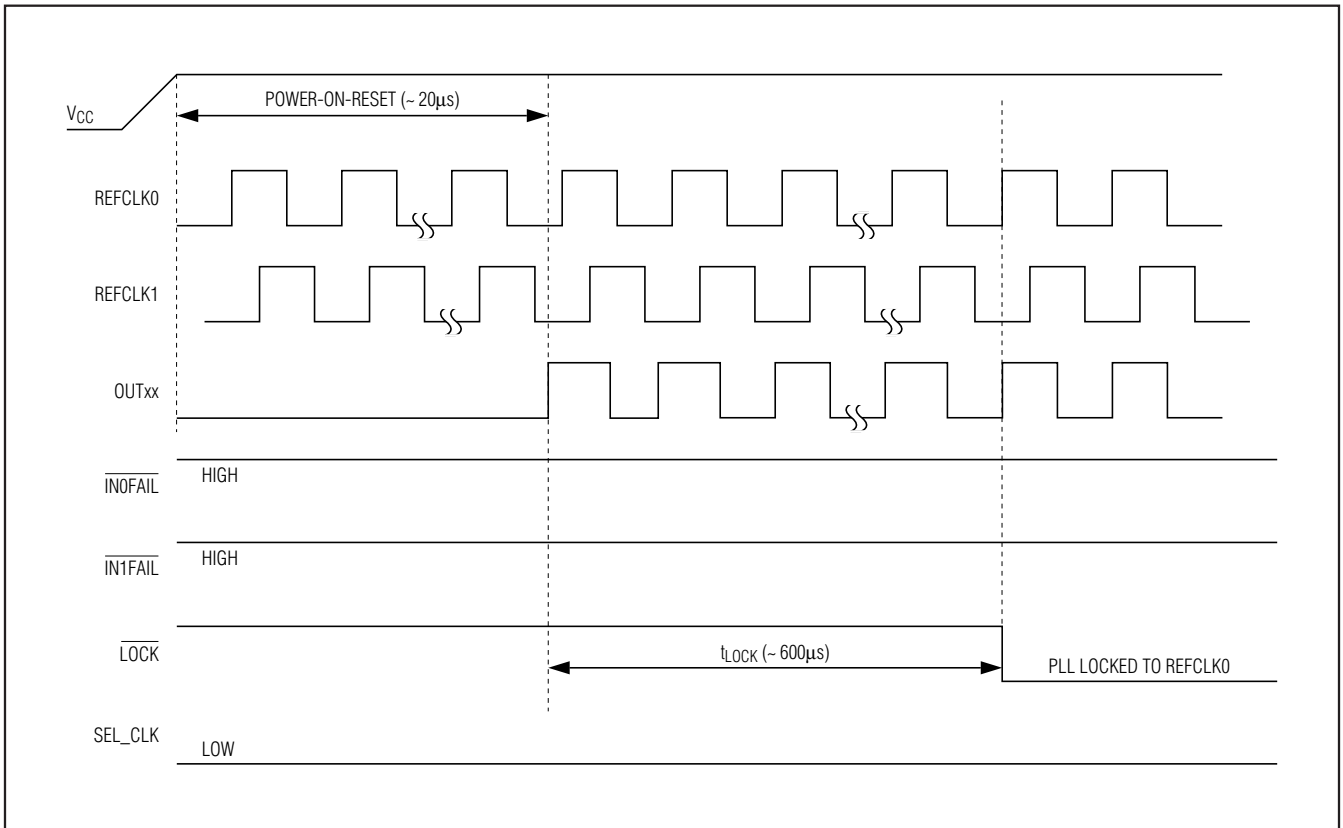 VCC
POWER-ON-RESET (~ 20µs)
REFCLK0
REFCLK1
OUTxx
IN0FAIL
HIGH
IN1FAIL
HIGH
LOCK
tLOCK (~ 600µs)
PLL LOCKED TO REFCLK0
SEL_CLK
LOW